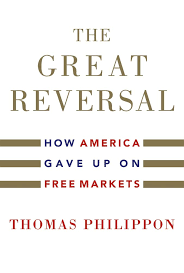 THE
GREAT
REVERSAL
HOW AMERICA
GAVE UP ON
FREE MARKETS
THOMAS PHILIPPON